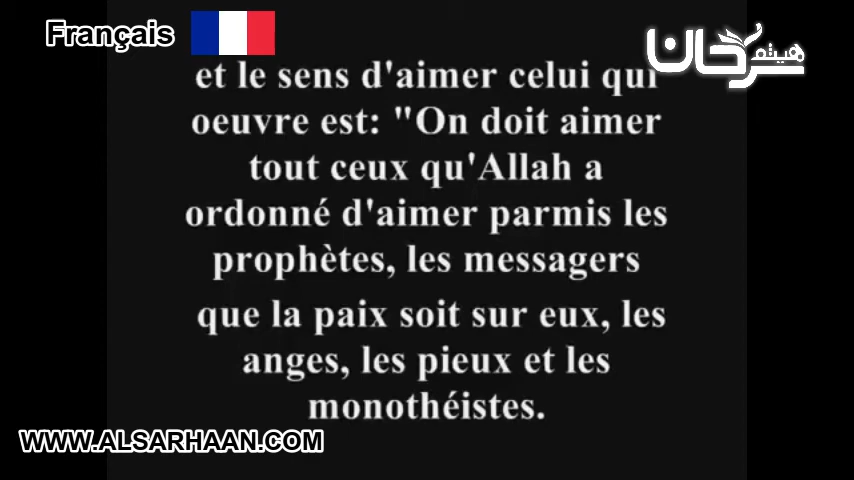 Français
هيثم سرحان
et le sens d'aimer celui qui
oeuvre est: "On doit aimer
tout ceux qu'Allah a
ordonné d'aimer parmis les
prophètes, les messagers
que la paix soit sur eux, les
anges, les pieux et les
monothéistes.
WWW.ALSARHAAN.COM